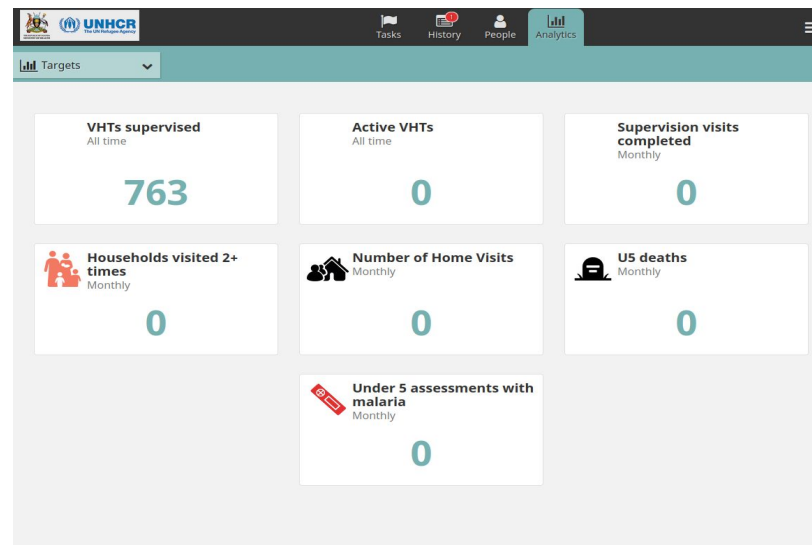 UNHCR
The UN Refugee Agency
Tasks
History
1
People
Analytics
Targets
VHTs supervised
All time
763
Active VHTs
All time
0
Supervision visits
completed
Monthly
0
Households visited 2+
times
Monthly
0
Number of Home Visits
Monthly
0
U5 deaths
Monthly
0
Under 5 assessments with
malaria
Monthly
0